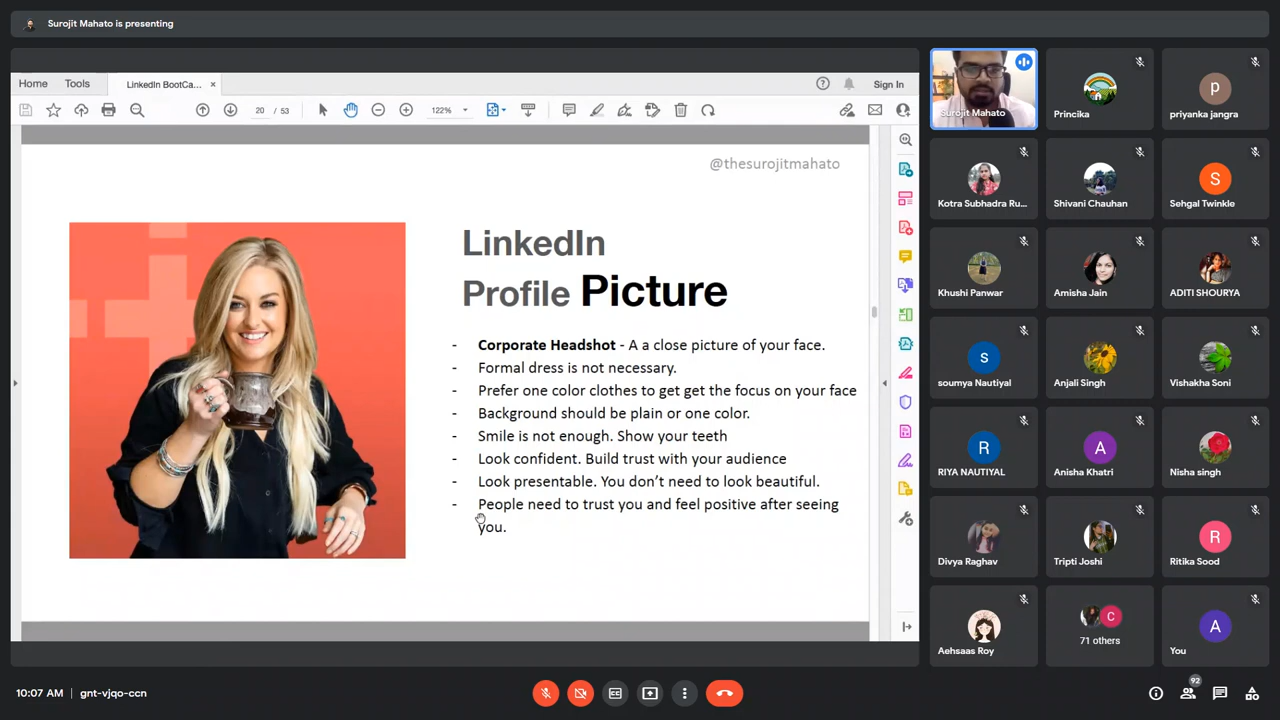 Surojit Mahato is presenting
Home
Tools
LinkedIn BootCa...
×
Sign In
20 / 53
122%
@thesurojitmahato
LinkedIn
Profile Picture
- Corporate Headshot - A a close picture of your face.
- Formal dress is not necessary.
- Prefer one color clothes to get get the focus on your face
- Background should be plain or one color.
- Smile is not enough. Show your teeth
- Look confident. Build trust with your audience
- Look presentable. You don't need to look beautiful.
- People need to trust you and feel positive after seeing
you.
Surojit Mahato
Princika
p
priyanka jangra
Kotra Subhadra Ru...
Shivani Chauhan
S
Sehgal Twinkle
Khushi Panwar
Amisha Jain
ADITI SHOURYA
s
soumya Nautiyal
Anjali Singh
Vishakha Soni
R
RIYA NAUTIYAL
A
Anisha Khatri
Nisha singh
Divya Raghav
Tripti Joshi
R
Ritika Sood
Aehsaas Roy
C
71 others
A
You
10:07 AM | gnt-vjqo-ccn
92